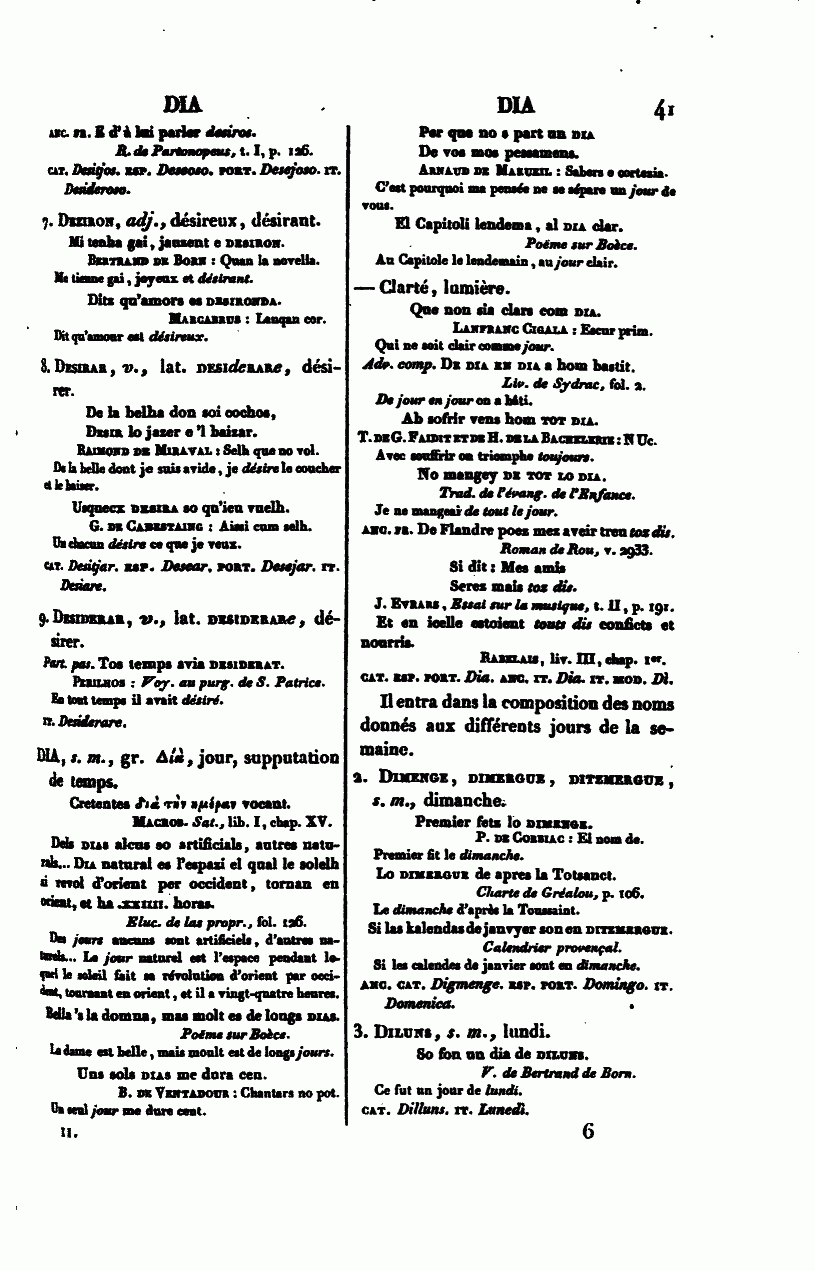 DIA
DIA
41
ANC. FR. E d'à lui parler desiros.
R. de Partonopeus, t. I, p. 126.
CAT. Desitjos. ESP. Deseoso. PORT. Desejoso. IT.
Desideroso.
7. DEZIRON, adj., désireux, désirant.
Mi tenha gai, jauzent e DESIRON.
BERTRAND DE BORN : Quan la novella.
Me tienne gai, joyeux et désirant.
Ditz qu'amors es DESIRONDA.
MARCABRUS : Lanqan cor.
Dit qu'amour est désireux.
8. DESIRAR, v., lat. DESIdeRARe, dési-
rer.
De la belha don soi cochos,
DESIR lo jazer e 'l baizar.
RAIMOND DE MIRAVAL : Selh que no vol.
De la belle dont je suis avide, je désire le coucher
et le baiser.
Usquecx DESIRA so qu'ieu vuelh.
G. DE CABESTAING : Aissi cum selh.
Un chacun désire ce que je veux.
CAT. Desitjar. ESP. Desear. PORT. Desejar. IT.
Desiare.
9. DESIDERAR, v., lat. DESIDERARe, dé-
sirer.
Part. pas. Tos temps avia DESIDERAT.
PERILHOS : Voy. au purg. de S. Patrice.
En tout temps il avait désiré.
IT. Desiderare.
DIA, s. m., gr. Δία, jour, supputation
de temps.
Cretentes διὰ τὴν ημέραν vocant.
MACROB. Sat., lib. I, chap. XV.
Dels DIAS alcus so artificials, autres natu-
rals... DIA natural es l'espazi el qual le solelh
si revol d'orient per occident, tornan en
orient, et ha .XXIIII. horas.
Eluc. de las propr., fol. 126.
Des jours aucuns sont artificiels, d'autres na-
turels... Le jour naturel est l'espace pendant le-
quel le soleil fait sa révolution d'orient par occi-
dent, tournant en orient, et il a vingt-quatre heures.
Bella 's la domna, mas molt es de longs DIAS.
Poëme sur Boèce.
La dame est belle, mais moult est de longs jours.
Uns sols DIAS me dura cen.
B. DE VENTADOUR : Chantars no pot.
Un seul jour me dure cent.
II.
Per que no s part un DIA
De vos mos pessamens.
ARNAUD DE MARUEIL : Sabers e cortesia.
C'est pourquoi ma pensée ne se sépare un jour de
vous.
El Capitoli lendema, al DIA clar.
Poëme sur Boèce.
Au Capitole le lendemain, au jour clair.
— Clarté, lumière.
Que non sia clars com DIA.
LANFRANC CIGALA : Escur prim.
Qui ne soit clair comme jour.
Adv. comp. DE DIA EN DIA a hom bastit.
Liv. de Sydrac, fol. 2.
De jour en jour on a bâti.
Ab sofrir vens hom TOT DIA.
T. DE G. FAIDIT ET DE H. DE LA BACHELERIE : N Uc.
Avec souffrir on triomphe toujours.
No mangey DE TOT LO DIA.
Trad. de l'évang. de l'Enfance.
Je ne mangeai de tout le jour.
ANC. FR. De Flandre poez mez aveir treu toz dis.
Roman de Rou, v. 2933.
Si dit : Mes amis
Serez mais toz dis.
J. EVRARS, Essai sur la musique, t. II, p. 191.
Et en icelle estoient touts dis conficts et
nourris.
RABELAIS, liv. III, chap. 1er.
CAT. ESP. PORT. Dia. ANC. IT. Dia. IT. MOD. Dì.
Il entra dans la composition des noms
donnés aux différents jours de la se-
maine.
2. DIMENGE, DIMERGUE, DITEMERGUE,
s. m., dimanche.
Premier fetz lo DIMENGE.
P. DE CORBIAC : El nom de.
Premier fit le dimanche.
Lo DIMERGUE de apres la Totsanct.
Charte de Gréalou, p. 106.
Le dimanche d'après la Toussaint.
Si las kalendas de janvyer son en DITEMERGUE.
Calendrier provençal.
Si les calendes de janvier sont en dimanche.
ANC. CAT. Digmenge. ESP. PORT. Domingo. IT.
Domenica.
3. DILUNS, s. m., lundi.
So fon un dia de DILUNS.
V. de Bertrand de Born.
Ce fut un jour de lundi.
CAT. Dilluns. IT. Lunedì.
6